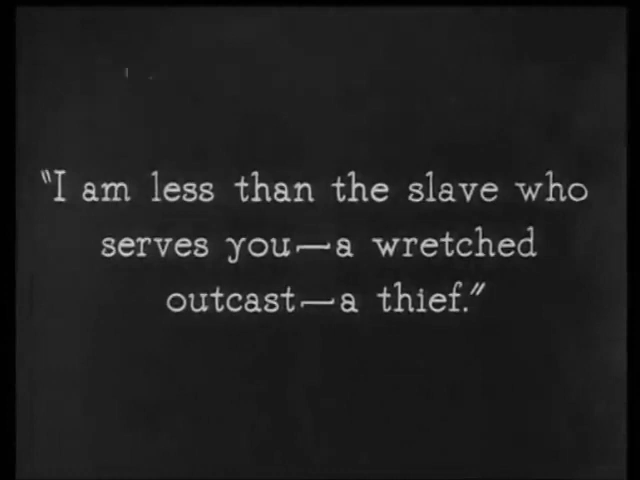 "I am less than the slave who
serves you—a wretched
outcast—a thief."